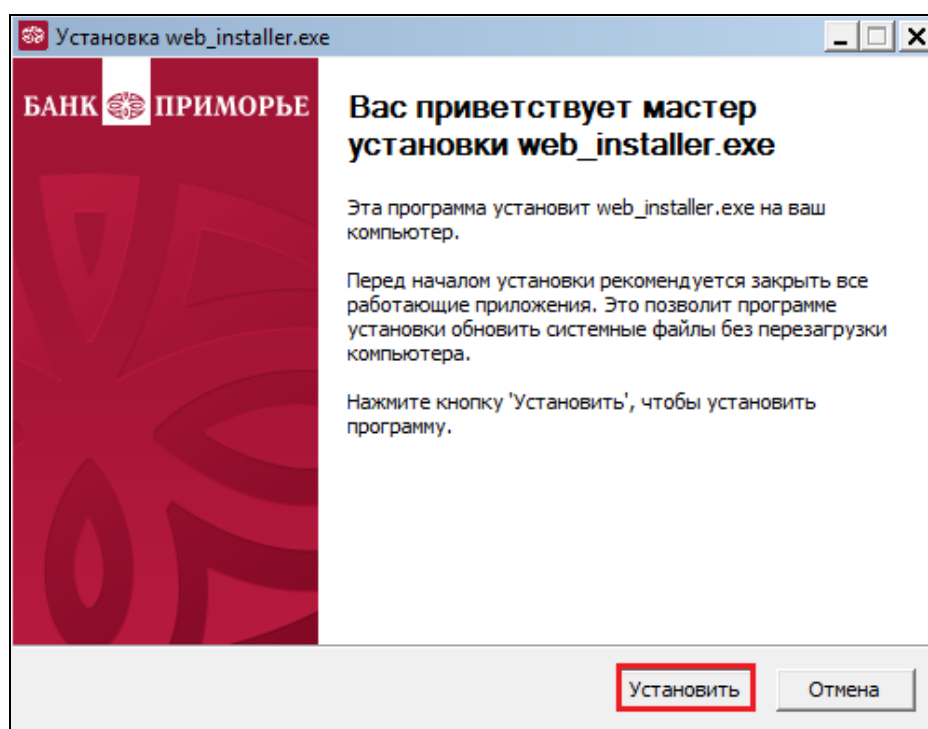 Установка web_installer.exe
БАНК ПРИМОРЬЕ
Вас приветствует мастер
установки web_installer.exe
Эта программа установит web_installer.exe на ваш
компьютер.
Перед началом установки рекомендуется закрыть все
работающие приложения. Это позволит программе
установки обновить системные файлы без перезагрузки
компьютера.
Нажмите кнопку 'Установить', чтобы установить
программу.
Установить
Отмена